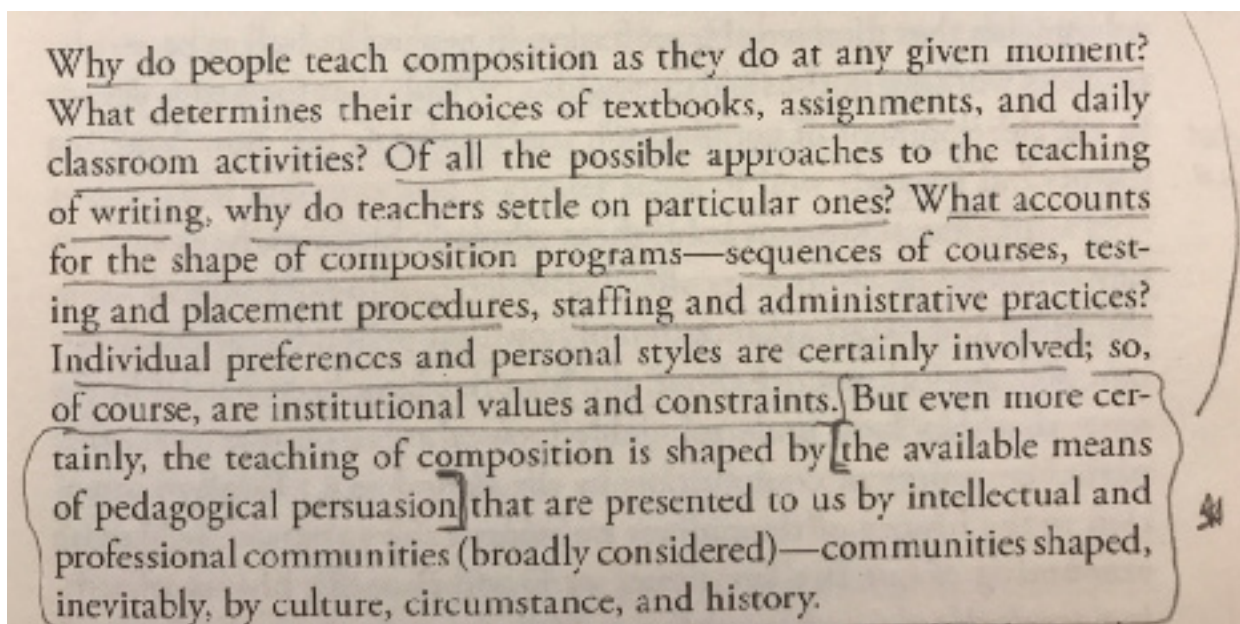 Why do people teach composition as they do at any given moment?
What determines their choices of textbooks, assignments, and daily
classroom activities? Of all the possible approaches to the teaching
of writing, why do teachers settle on particular ones? What accounts
for the shape of composition programs—sequences of courses, test-
ing and placement procedures, staffing and administrative practices?
Individual preferences and personal styles are certainly involved; so,
of course, are institutional values and constraints. But even more cer-
tainly, the teaching of composition is shaped by [the available means
of pedagogical persuasion] that are presented to us by intellectual and
professional communities (broadly considered)—communities shaped,
inevitably, by culture, circumstance, and history.